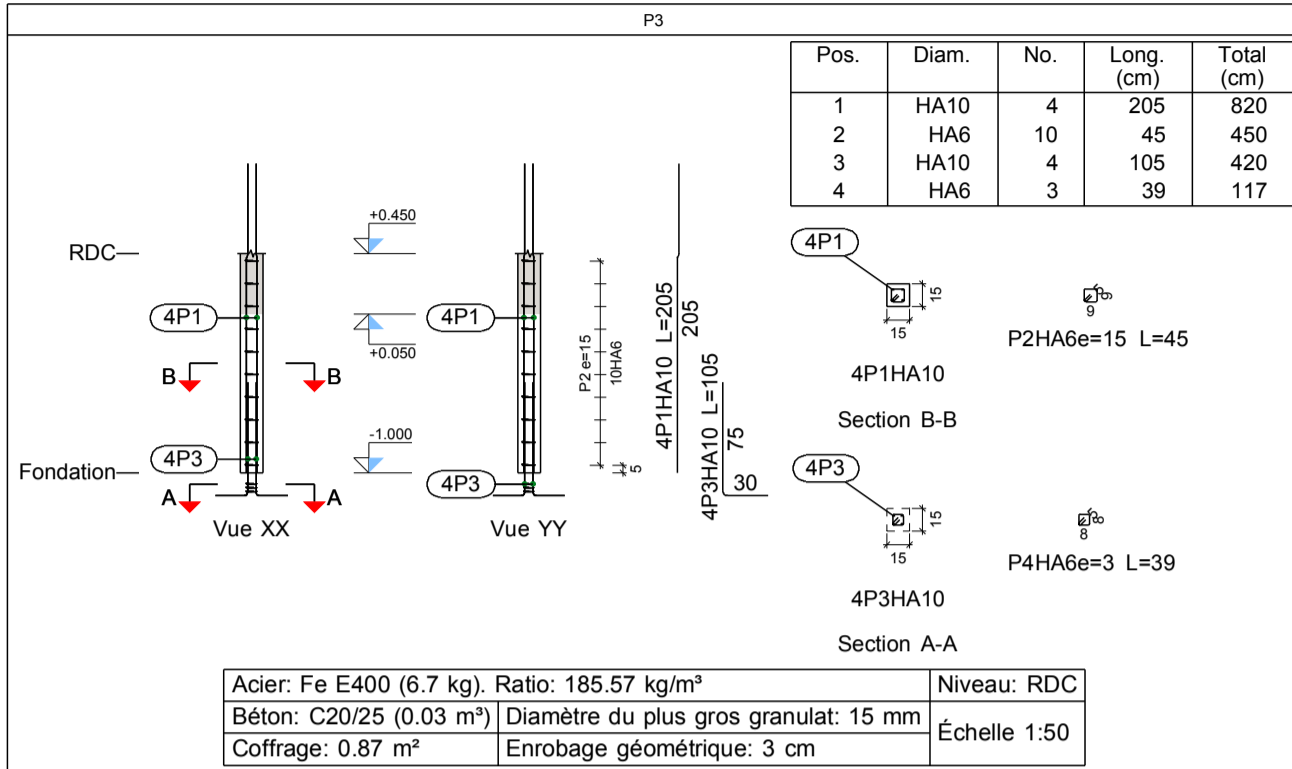 P3
Pos. Diam. No. Long. (cm) Total (cm)
1 HA10 4 205 820
2 HA6 10 45 450
3 HA10 4 105 420
4 HA6 3 39 117
RDC
Fondation
4P1
B B
4P3
A A
Vue XX
+0.450
+0.050
-1.000
4P1
4P3
Vue YY
P2 e=15
10HA6
5
4P1HA10 L=205
205
4P3HA10 L=105
75
30
4P1
15
15
4P1HA10
Section B-B
9
9
P2HA6e=15 L=45
4P3
15
15
4P3HA10
Section A-A
8
8
P4HA6e=3 L=39
Acier: Fe E400 (6.7 kg). Ratio: 185.57 kg/m³
Niveau: RDC
Béton: C20/25 (0.03 m³)
Diamètre du plus gros granulat: 15 mm
Échelle 1:50
Coffrage: 0.87 m²
Enrobage géométrique: 3 cm